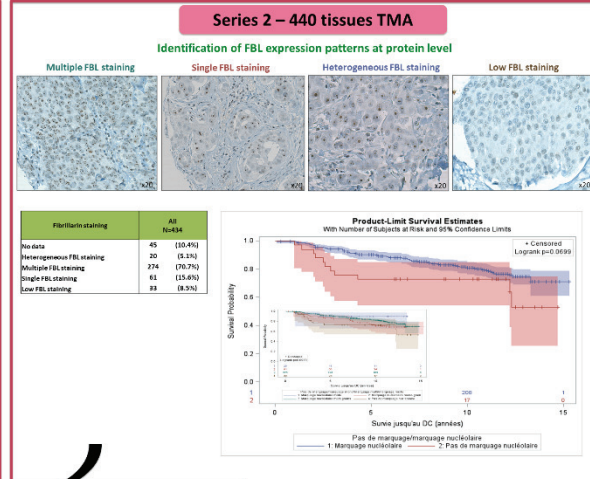 Series 2 – 440 tissues TMA
Identification of FBL expression patterns at protein level
Multiple FBL staining
Single FBL staining
Heterogeneous FBL staining
Low FBL staining
x20
x20
x20
x20
Fibrillarin staining All N=434
No data 45 (10.4%)
Heterogeneous FBL staining 20 (5.1%)
Multiple FBL staining 274 (70.7%)
Single FBL staining 61 (15.6%)
Low FBL staining 33 (8.5%)
Product-Limit Survival Estimates
With Number of Subjects at Risk and 95% Confidence Limits
+ Censored
Logrank p=0.0699
Survival Probability
1.0
0.8
0.6
0.4
0.2
0.0
1 200 1
2 17 0
0 5 10 15
Survie jusqu'au DC (années)
Pas de marquage/marquage nucléolaire
1: Marquage nucléolaire 2: Pas de marquage nucléolaire